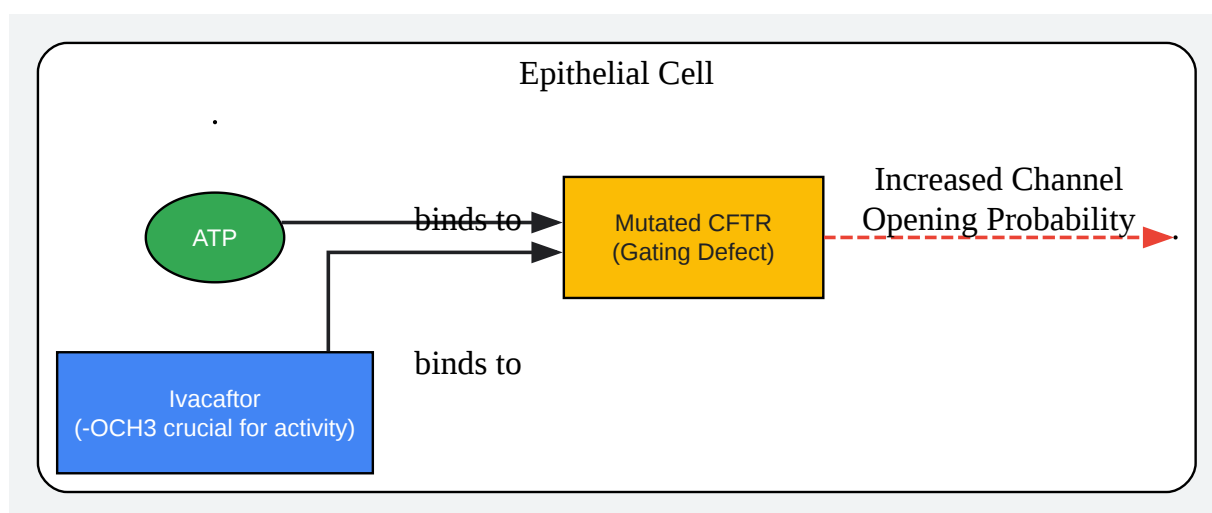 Epithelial Cell
ATP
binds to
Mutated CFTR
(Gating Defect)
Increased Channel
Opening Probability
Ivacaftor
(-OCH3 crucial for activity)
binds to